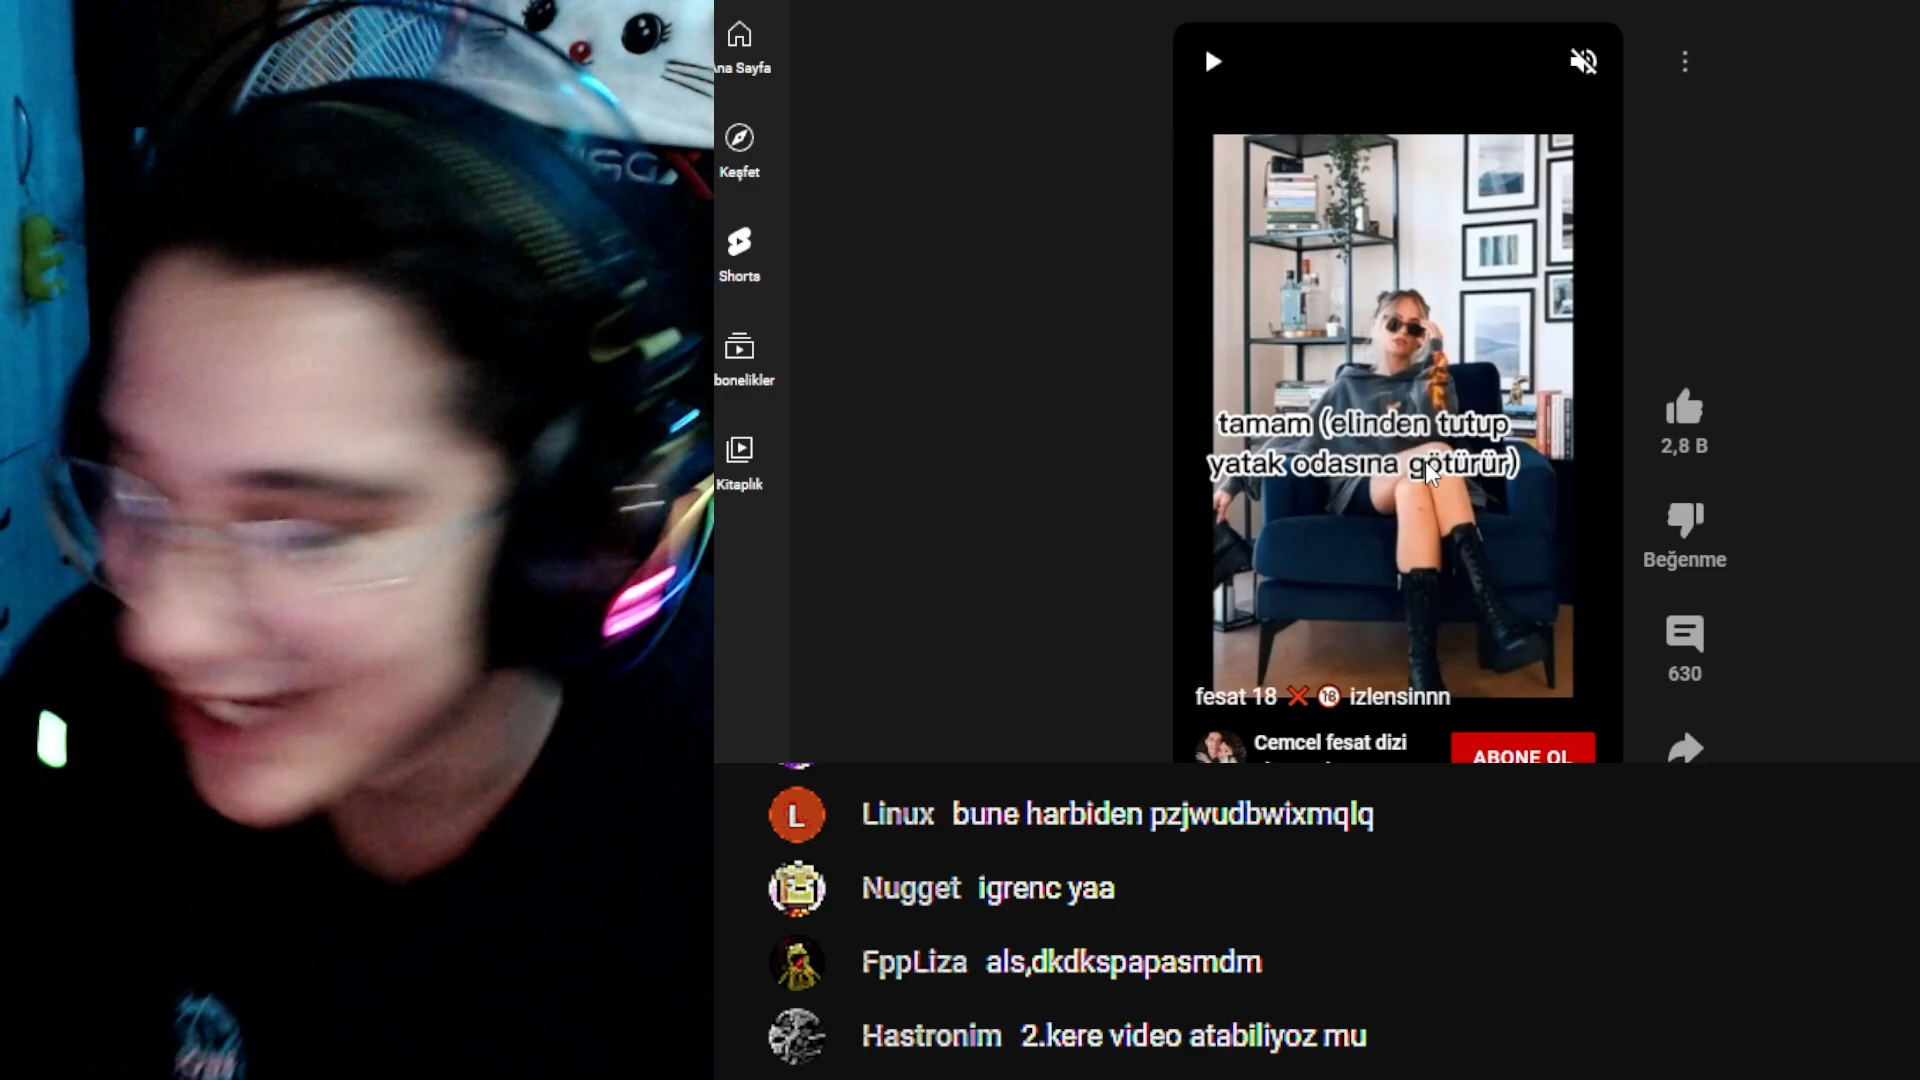 Ana Sayfa
Keşfet
Shorts
bonelikler
Kitaplık
tamam (elinden tutup
yatak odasına götürür)
fesat 18 ❌ 🔞 izlensinnn
Cemcel fesat dizi
ABONE OL
2,8 B
Beğenme
630
L
Linux bune harbiden pzjwudbwixmqlq
Nugget igrenc yaa
FppLiza als,dkdkspapasmdm
Hastronim 2.kere video atabiliyoz mu